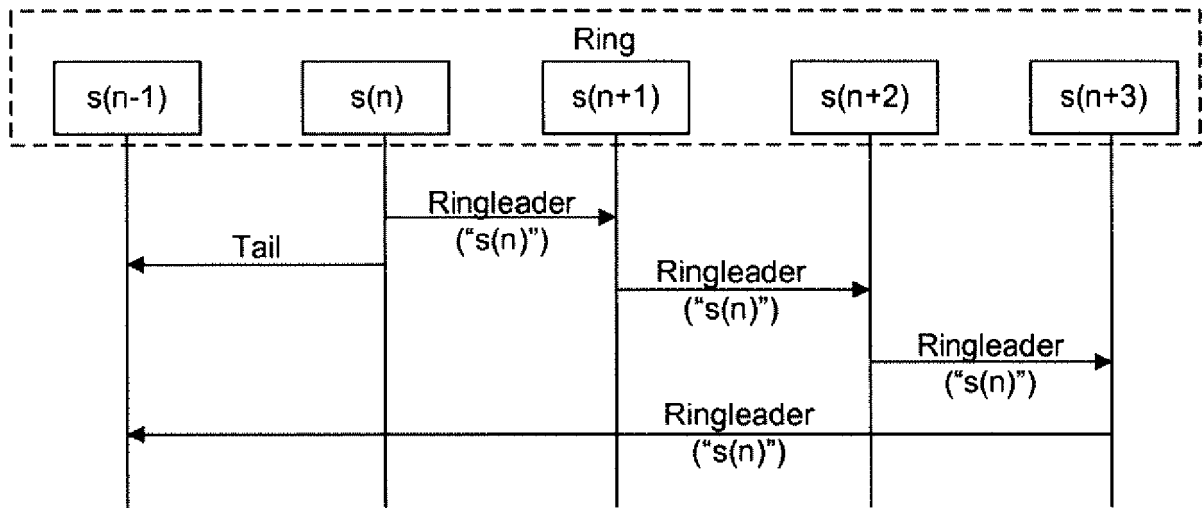 Ring
s(n-1)
s(n)
s(n+1)
s(n+2)
s(n+3)
Ringleader
(“s(n)”)
Tail
Ringleader
(“s(n)”)
Ringleader
(“s(n)”)
Ringleader
(“s(n)”)